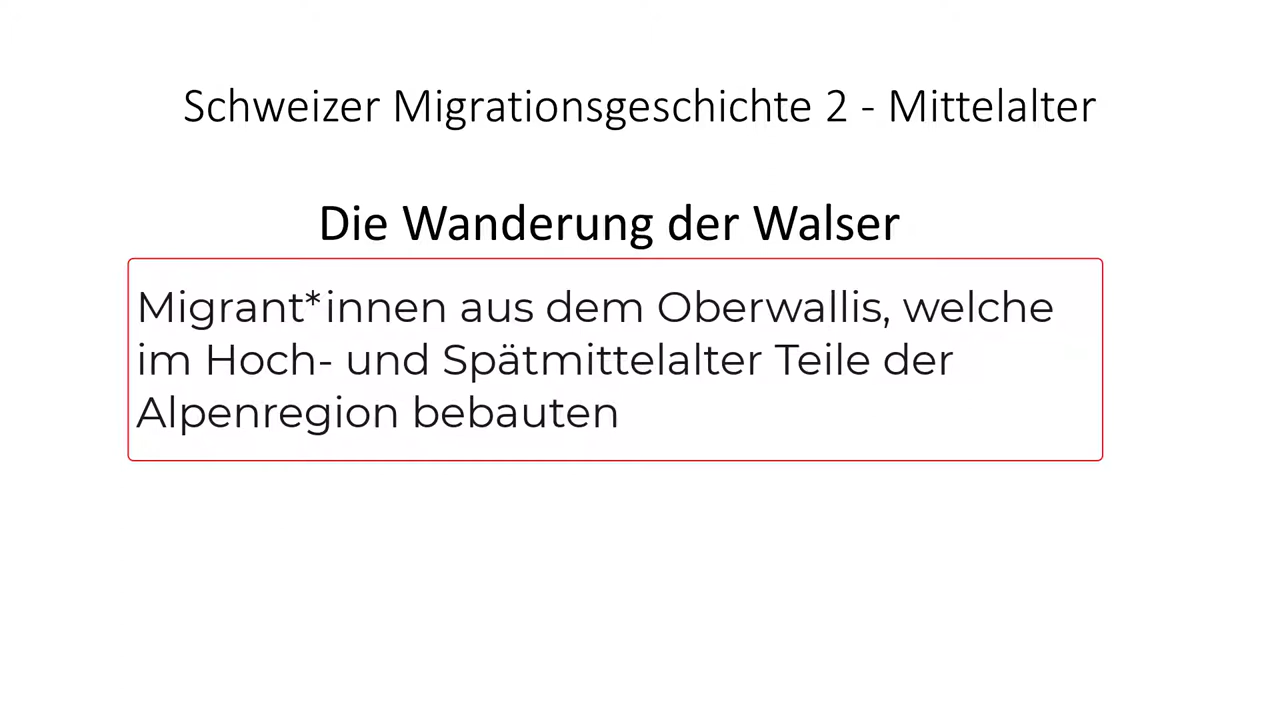 Schweizer Migrationsgeschichte 2 - Mittelalter
Die Wanderung der Walser
Migrant*innen aus dem Oberwallis, welche
im Hoch- und Spätmittelalter Teile der
Alpenregion bebauten